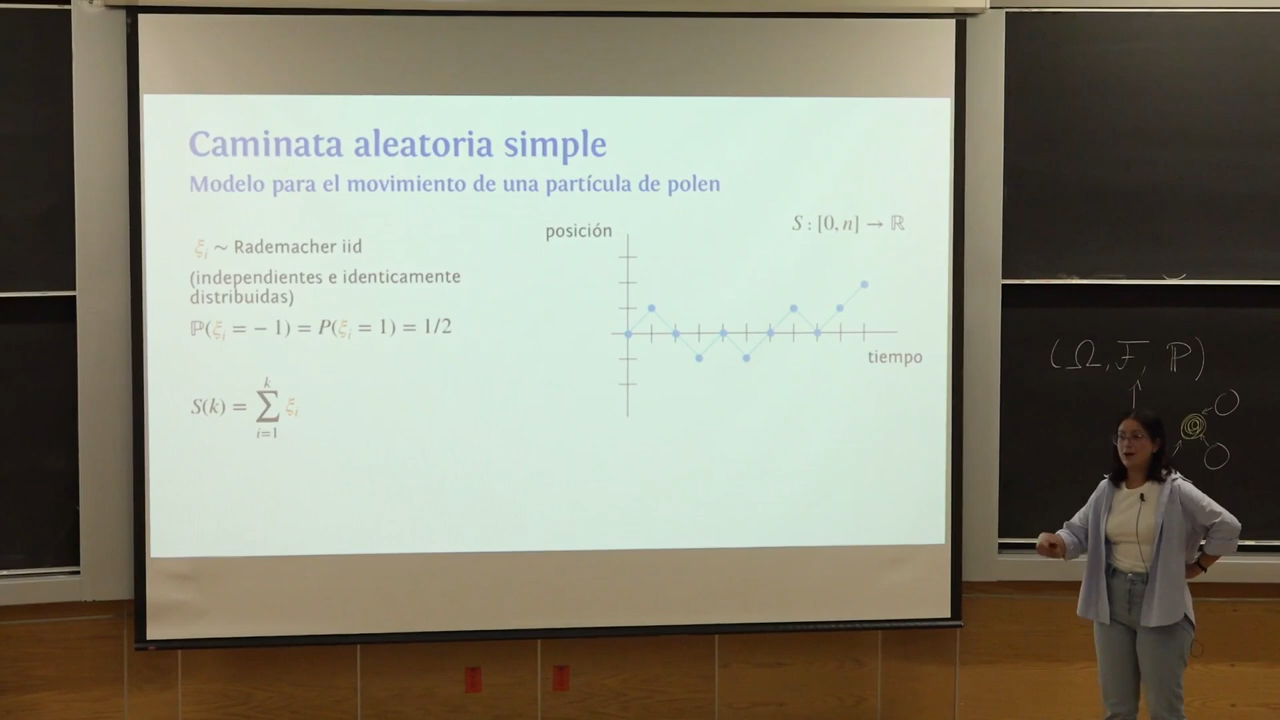 Caminata aleatoria simple
Modelo para el movimiento de una partícula de polen
ξᵢ ~ Rademacher iid
(independientes e identicamente
distribuidas)
ℙ(ξᵢ = − 1) = P(ξᵢ = 1) = 1/2
S(k) = ∑ᵢ₌₁ᵏ ξᵢ
posición
S : [0, n] → ℝ
tiempo
(Ω, F, ℙ)